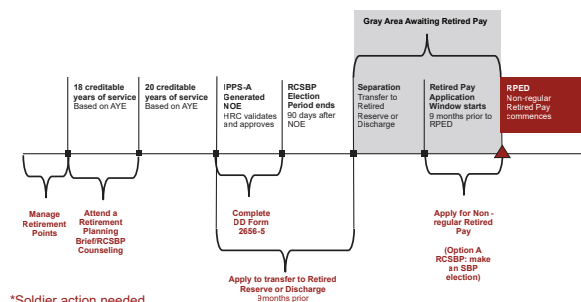 Gray Area Awaiting Retired Pay
18 creditable
years of service
Based on AYE
20 creditable
years of service
Based on AYE
IPPS-A
Generated
NOE
HRC validates
and approves
RCSBP
Election
Period ends
90 days after
NOE
Separation
Transfer to
Retired
Reserve or
Discharge
Retired Pay
Application
Window starts
9 months prior to
RPED
RPED
Non-regular
Retired Pay
commences
Manage
Retirement
Points
Attend a
Retirement
Planning
Brief/RCSBP
Counseling
Complete
DD Form
2656-5
Apply to transfer to Retired
Reserve or Discharge
9months prior
Apply for Non -
regular Retired
Pay
(Option A
RCSBP: make
an SBP
election)
*Soldier action needed